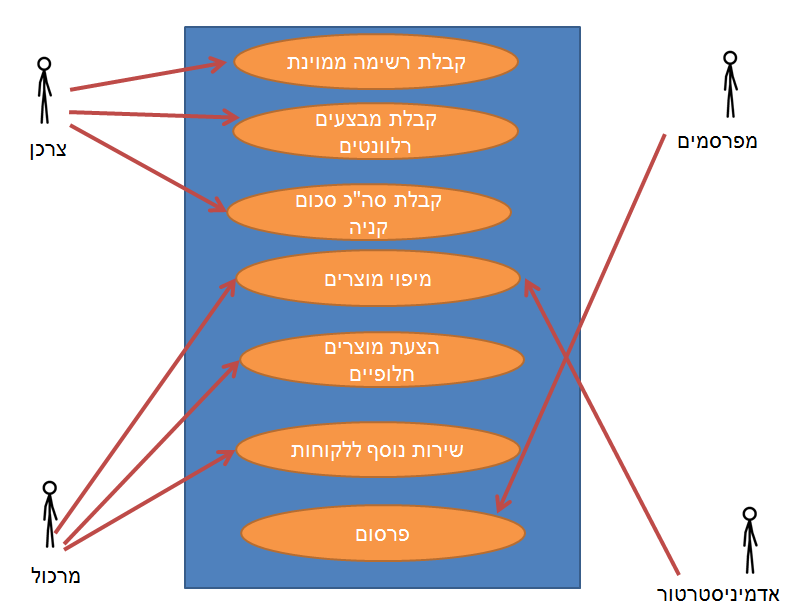 קבלת רשימה ממוינת
קבלת מבצעים
רלוונטים
צרכן
מפרסמים
קבלת סה"כ סכום
קניה
מיפוי מוצרים
הצעת מוצרים
חלופיים
שירות נוסף ללקוחות
פרסום
מרכול
אדמיניסטרטור